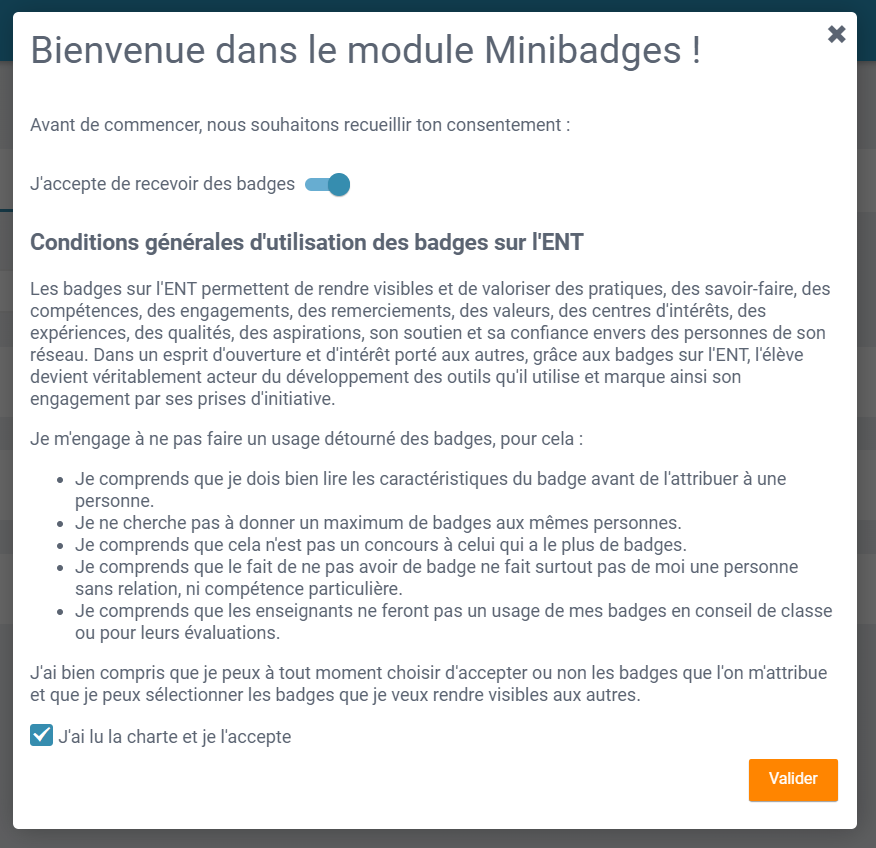 Bienvenue dans le module Minibadges !
Avant de commencer, nous souhaitons recueillir ton consentement :
J'accepte de recevoir des badges
Conditions générales d'utilisation des badges sur l'ENT
Les badges sur l'ENT permettent de rendre visibles et de valoriser des pratiques, des savoir-faire, des
compétences, des engagements, des remerciements, des valeurs, des centres d'intérêts, des
expériences, des qualités, des aspirations, son soutien et sa confiance envers des personnes de son
réseau. Dans un esprit d'ouverture et d'intérêt porté aux autres, grâce aux badges sur l'ENT, l'élève
devient véritablement acteur du développement des outils qu'il utilise et marque ainsi son
engagement par ses prises d'initiative.
Je m'engage à ne pas faire un usage détourné des badges, pour cela :
• Je comprends que je dois bien lire les caractéristiques du badge avant de l'attribuer à une
personne.
• Je ne cherche pas à donner un maximum de badges aux mêmes personnes.
• Je comprends que cela n'est pas un concours à celui qui a le plus de badges.
• Je comprends que le fait de ne pas avoir de badge ne fait surtout pas de moi une personne
sans relation, ni compétence particulière.
• Je comprends que les enseignants ne feront pas un usage de mes badges en conseil de classe
ou pour leurs évaluations.
J'ai bien compris que je peux à tout moment choisir d'accepter ou non les badges que l'on m'attribue
et que je peux sélectionner les badges que je veux rendre visibles aux autres.
J'ai lu la charte et je l'accepte
Valider